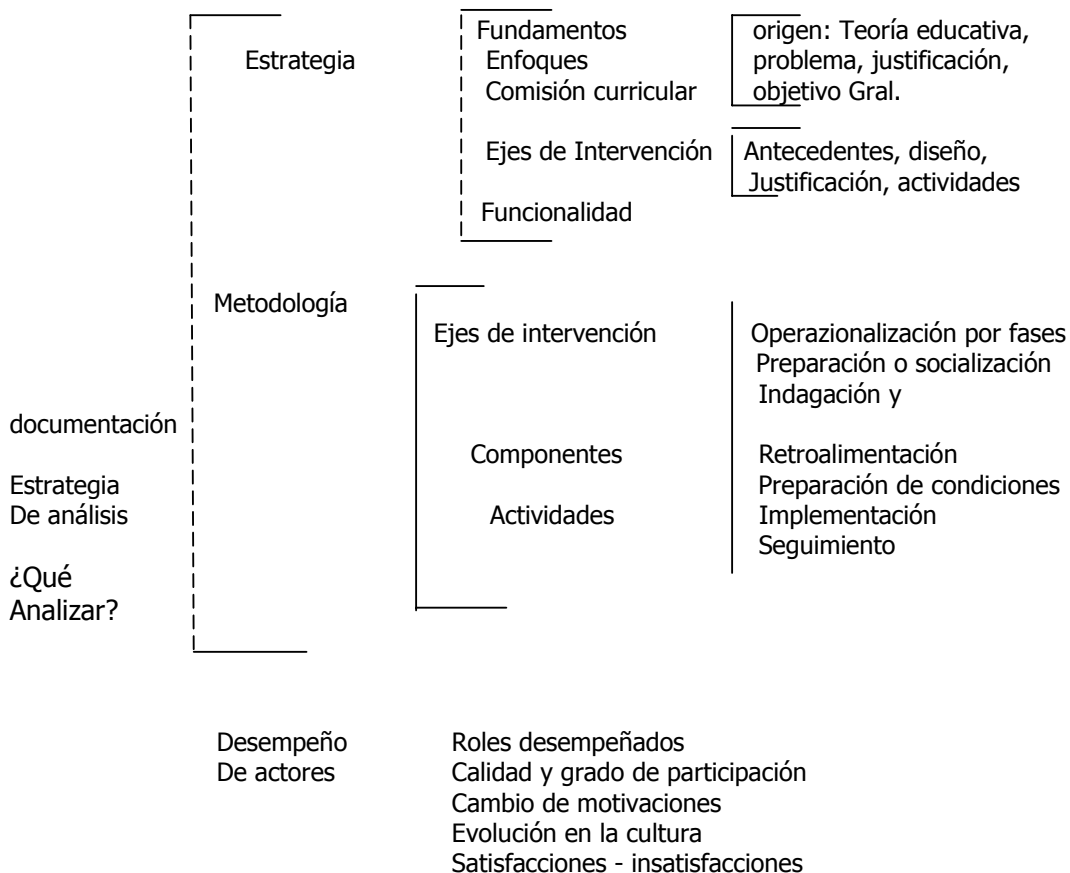 Estrategia
Fundamentos
Enfoques
Comisión curricular
origen: Teoría educativa,
problema, justificación,
objetivo Gral.
Ejes de Intervención
Antecedentes, diseño,
Justificación, actividades
Funcionalidad
Metodología
Ejes de intervención
Operazionalización por fases
Preparación o socialización
Indagación y
documentación
Componentes
Retroalimentación
Estrategia
De análisis
Preparación de condiciones
Actividades
Implementación
Seguimiento
¿Qué
Analizar?
Desempeño
De actores
Roles desempeñados
Calidad y grado de participación
Cambio de motivaciones
Evolución en la cultura
Satisfacciones - insatisfacciones